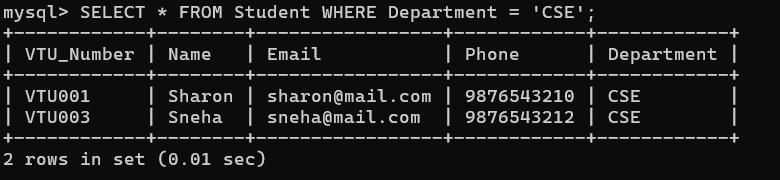 mysql> SELECT * FROM Student WHERE Department = 'CSE';
+------------+--------+-----------------+------------+------------+
| VTU_Number | Name   | Email           | Phone      | Department |
+------------+--------+-----------------+------------+------------+
| VTU001     | Sharon | sharon@mail.com | 9876543210 | CSE        |
| VTU003     | Sneha  | sneha@mail.com  | 9876543212 | CSE        |
+------------+--------+-----------------+------------+------------+
2 rows in set (0.01 sec)